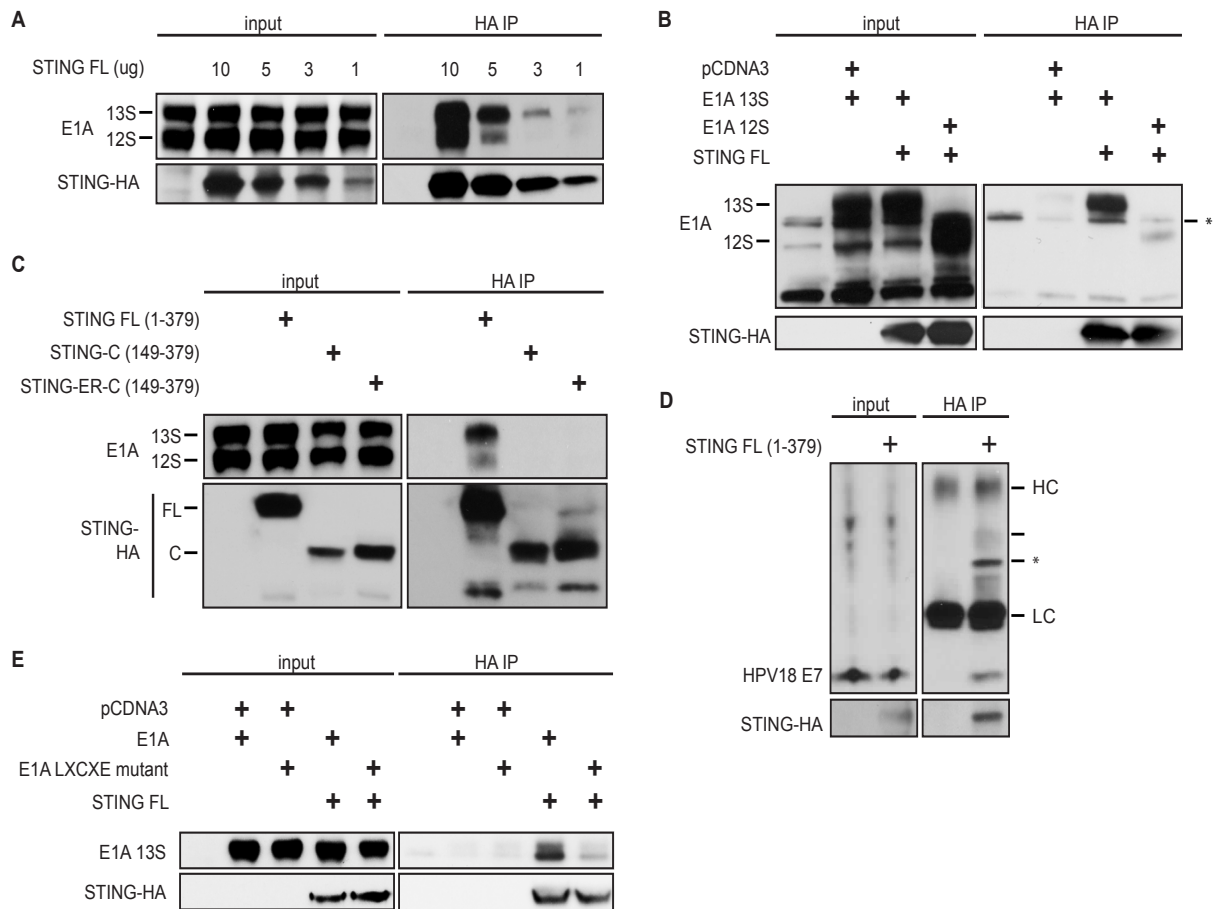 A
input HA IP
STING FL (ug) 10 5 3 1 10 5 3 1
13S
E1A
12S
STING-HA
B
input HA IP
pCDNA3 + +
E1A 13S + + + +
E1A 12S + +
STING FL + + + +
13S
E1A
12S
*
STING-HA
C
input HA IP
STING FL (1-379) + +
STING-C (149-379) + +
STING-ER-C (149-379) + +
13S
E1A
12S
FL
STING-
HA
C
D
input HA IP
STING FL (1-379) + +
HC
*
LC
HPV18 E7
STING-HA
E
input HA IP
pCDNA3 + + + +
E1A + + + +
E1A LXCXE mutant + + + +
STING FL + + + +
E1A 13S
STING-HA